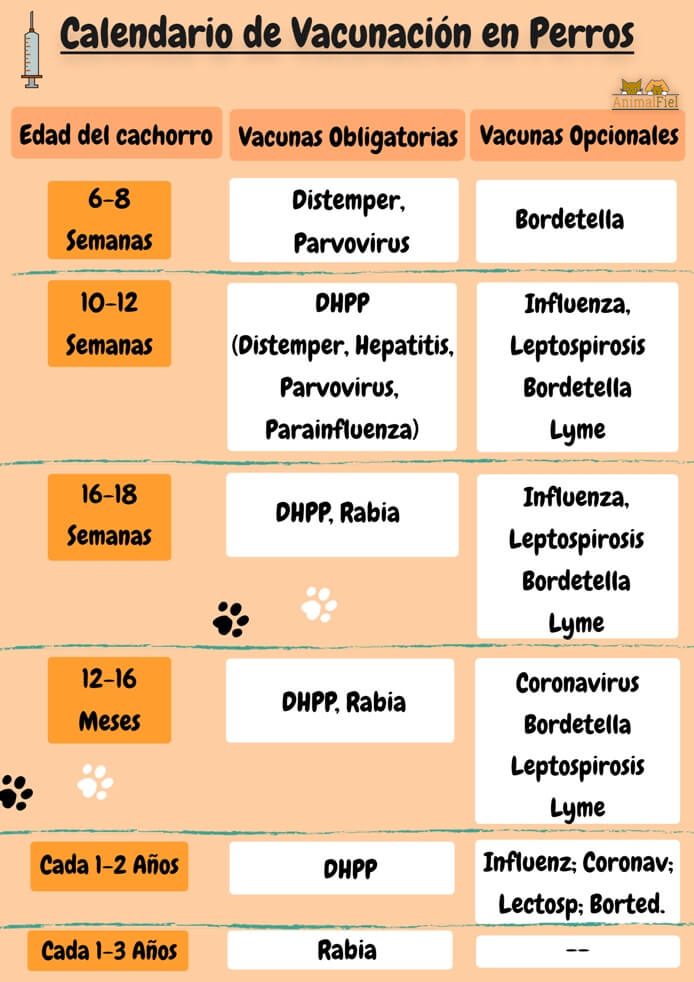 Calendario de Vacunación en Perros
AnimalFiel
Edad del cachorro
Vacunas Obligatorias
Vacunas Opcionales
6-8
Semanas
Distemper,
Parvovirus
Bordetella
10-12
Semanas
DHPP
(Distemper, Hepatitis,
Parvovirus,
Parainfluenza)
Influenza,
Leptospirosis
Bordetella
Lyme
16-18
Semanas
DHPP, Rabia
Influenza,
Leptospirosis
Bordetella
Lyme
12-16
Meses
DHPP, Rabia
Coronavirus
Bordetella
Leptospirosis
Lyme
Cada 1-2 Años
DHPP
Influenz; Coronav;
Lectosp; Borted.
Cada 1-3 Años
Rabia
--